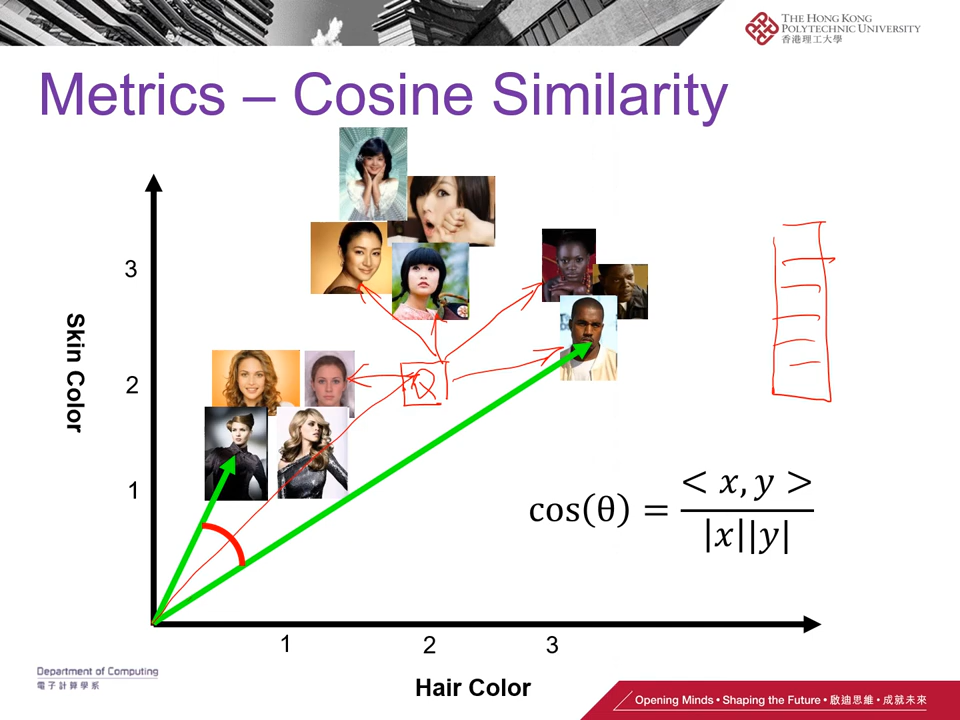 THE HONG KONG
POLYTECHNIC UNIVERSITY
香港理工大學
Metrics – Cosine Similarity
3
2
1
Skin Color
Q
cos(θ) = < x, y > / |x||y|
1 2 3
Hair Color
Department of Computing
電子計算學系
Opening Minds • Shaping the Future • 啟迪思維 • 成就未來